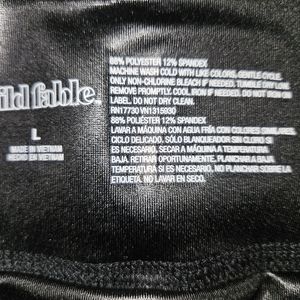 ild fable.
L
MADE IN VIETNAM
HECHO EN VIETNAM
88% POLYESTER 12% SPANDEX
MACHINE WASH COLD WITH LIKE COLORS, GENTLE CYCLE.
ONLY NON-CHLORINE BLEACH IF NEEDED. TUMBLE DRY LOW.
REMOVE PROMPTLY. COOL IRON IF NEEDED. DO NOT IRON ON
LABEL. DO NOT DRY CLEAN.
RN17730 VN1315930
88% POLIÉSTER 12% SPANDEX
LAVAR A MÁQUINA CON AGUA FRÍA CON COLORES SIMILARES.
CICLO DELICADO. SÓLO BLANQUEADOR SIN CLORO SI
ES NECESARIO. SECAR A MÁQUINA A TEMPERATURA
BAJA. RETIRAR OPORTUNAMENTE. PLANCHAR A BAJA
TEMPERATURA SI ES NECESARIO. NO PLANCHAR SOBRE LA
ETIQUETA. NO LAVAR EN SECO.